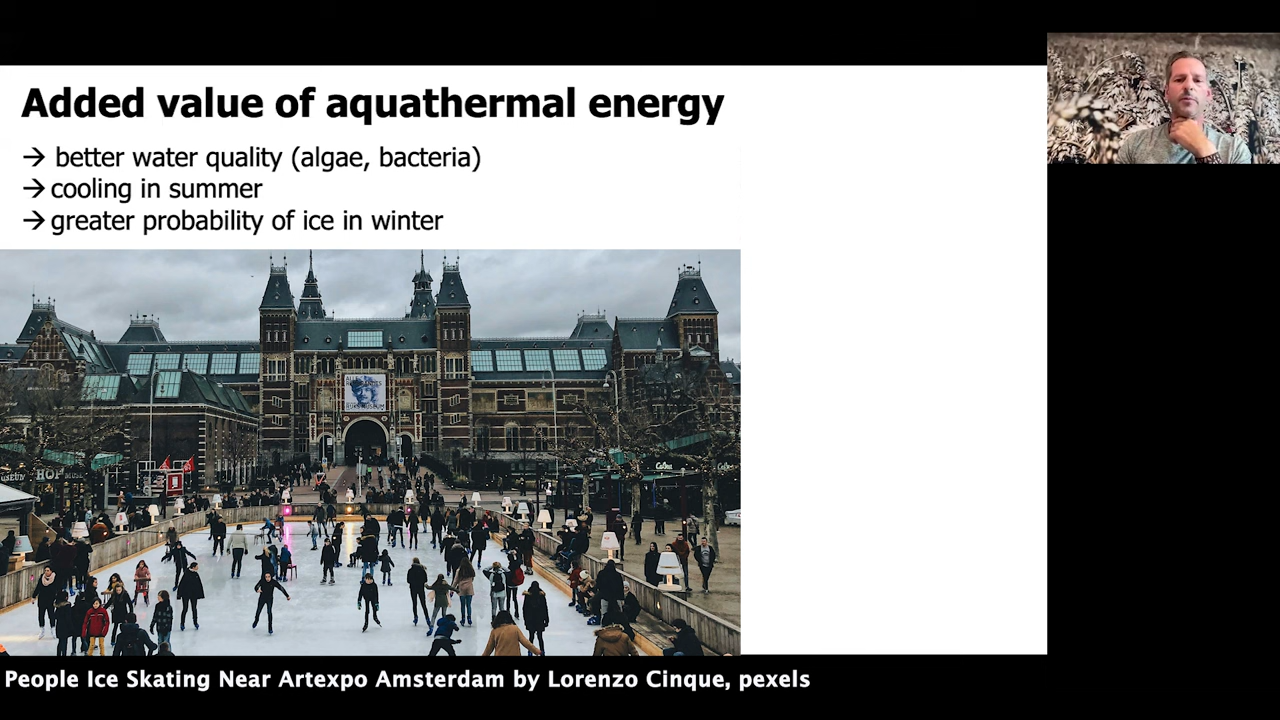 Added value of aquathermal energy
→ better water quality (algae, bacteria)
→ cooling in summer
→ greater probability of ice in winter
HOF
People Ice Skating Near Artexpo Amsterdam by Lorenzo Cinque, pexels